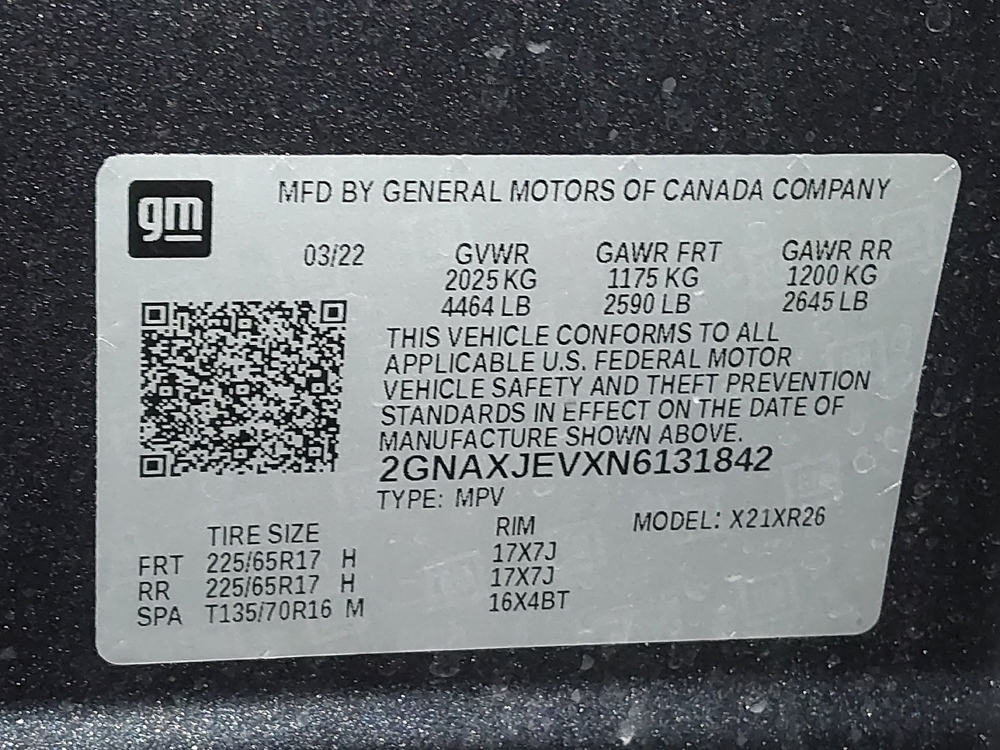 gm
MFD BY GENERAL MOTORS OF CANADA COMPANY
03/22 GVWR GAWR FRT GAWR RR
2025 KG 1175 KG 1200 KG
4464 LB 2590 LB 2645 LB
THIS VEHICLE CONFORMS TO ALL
APPLICABLE U.S. FEDERAL MOTOR
VEHICLE SAFETY AND THEFT PREVENTION
STANDARDS IN EFFECT ON THE DATE OF
MANUFACTURE SHOWN ABOVE.
2GNAXJEVXN6131842
TYPE: MPV
TIRE SIZE RIM MODEL: X21XR26
FRT 225/65R17 H 17X7J
RR 225/65R17 H 17X7J
SPA T135/70R16 M 16X4BT